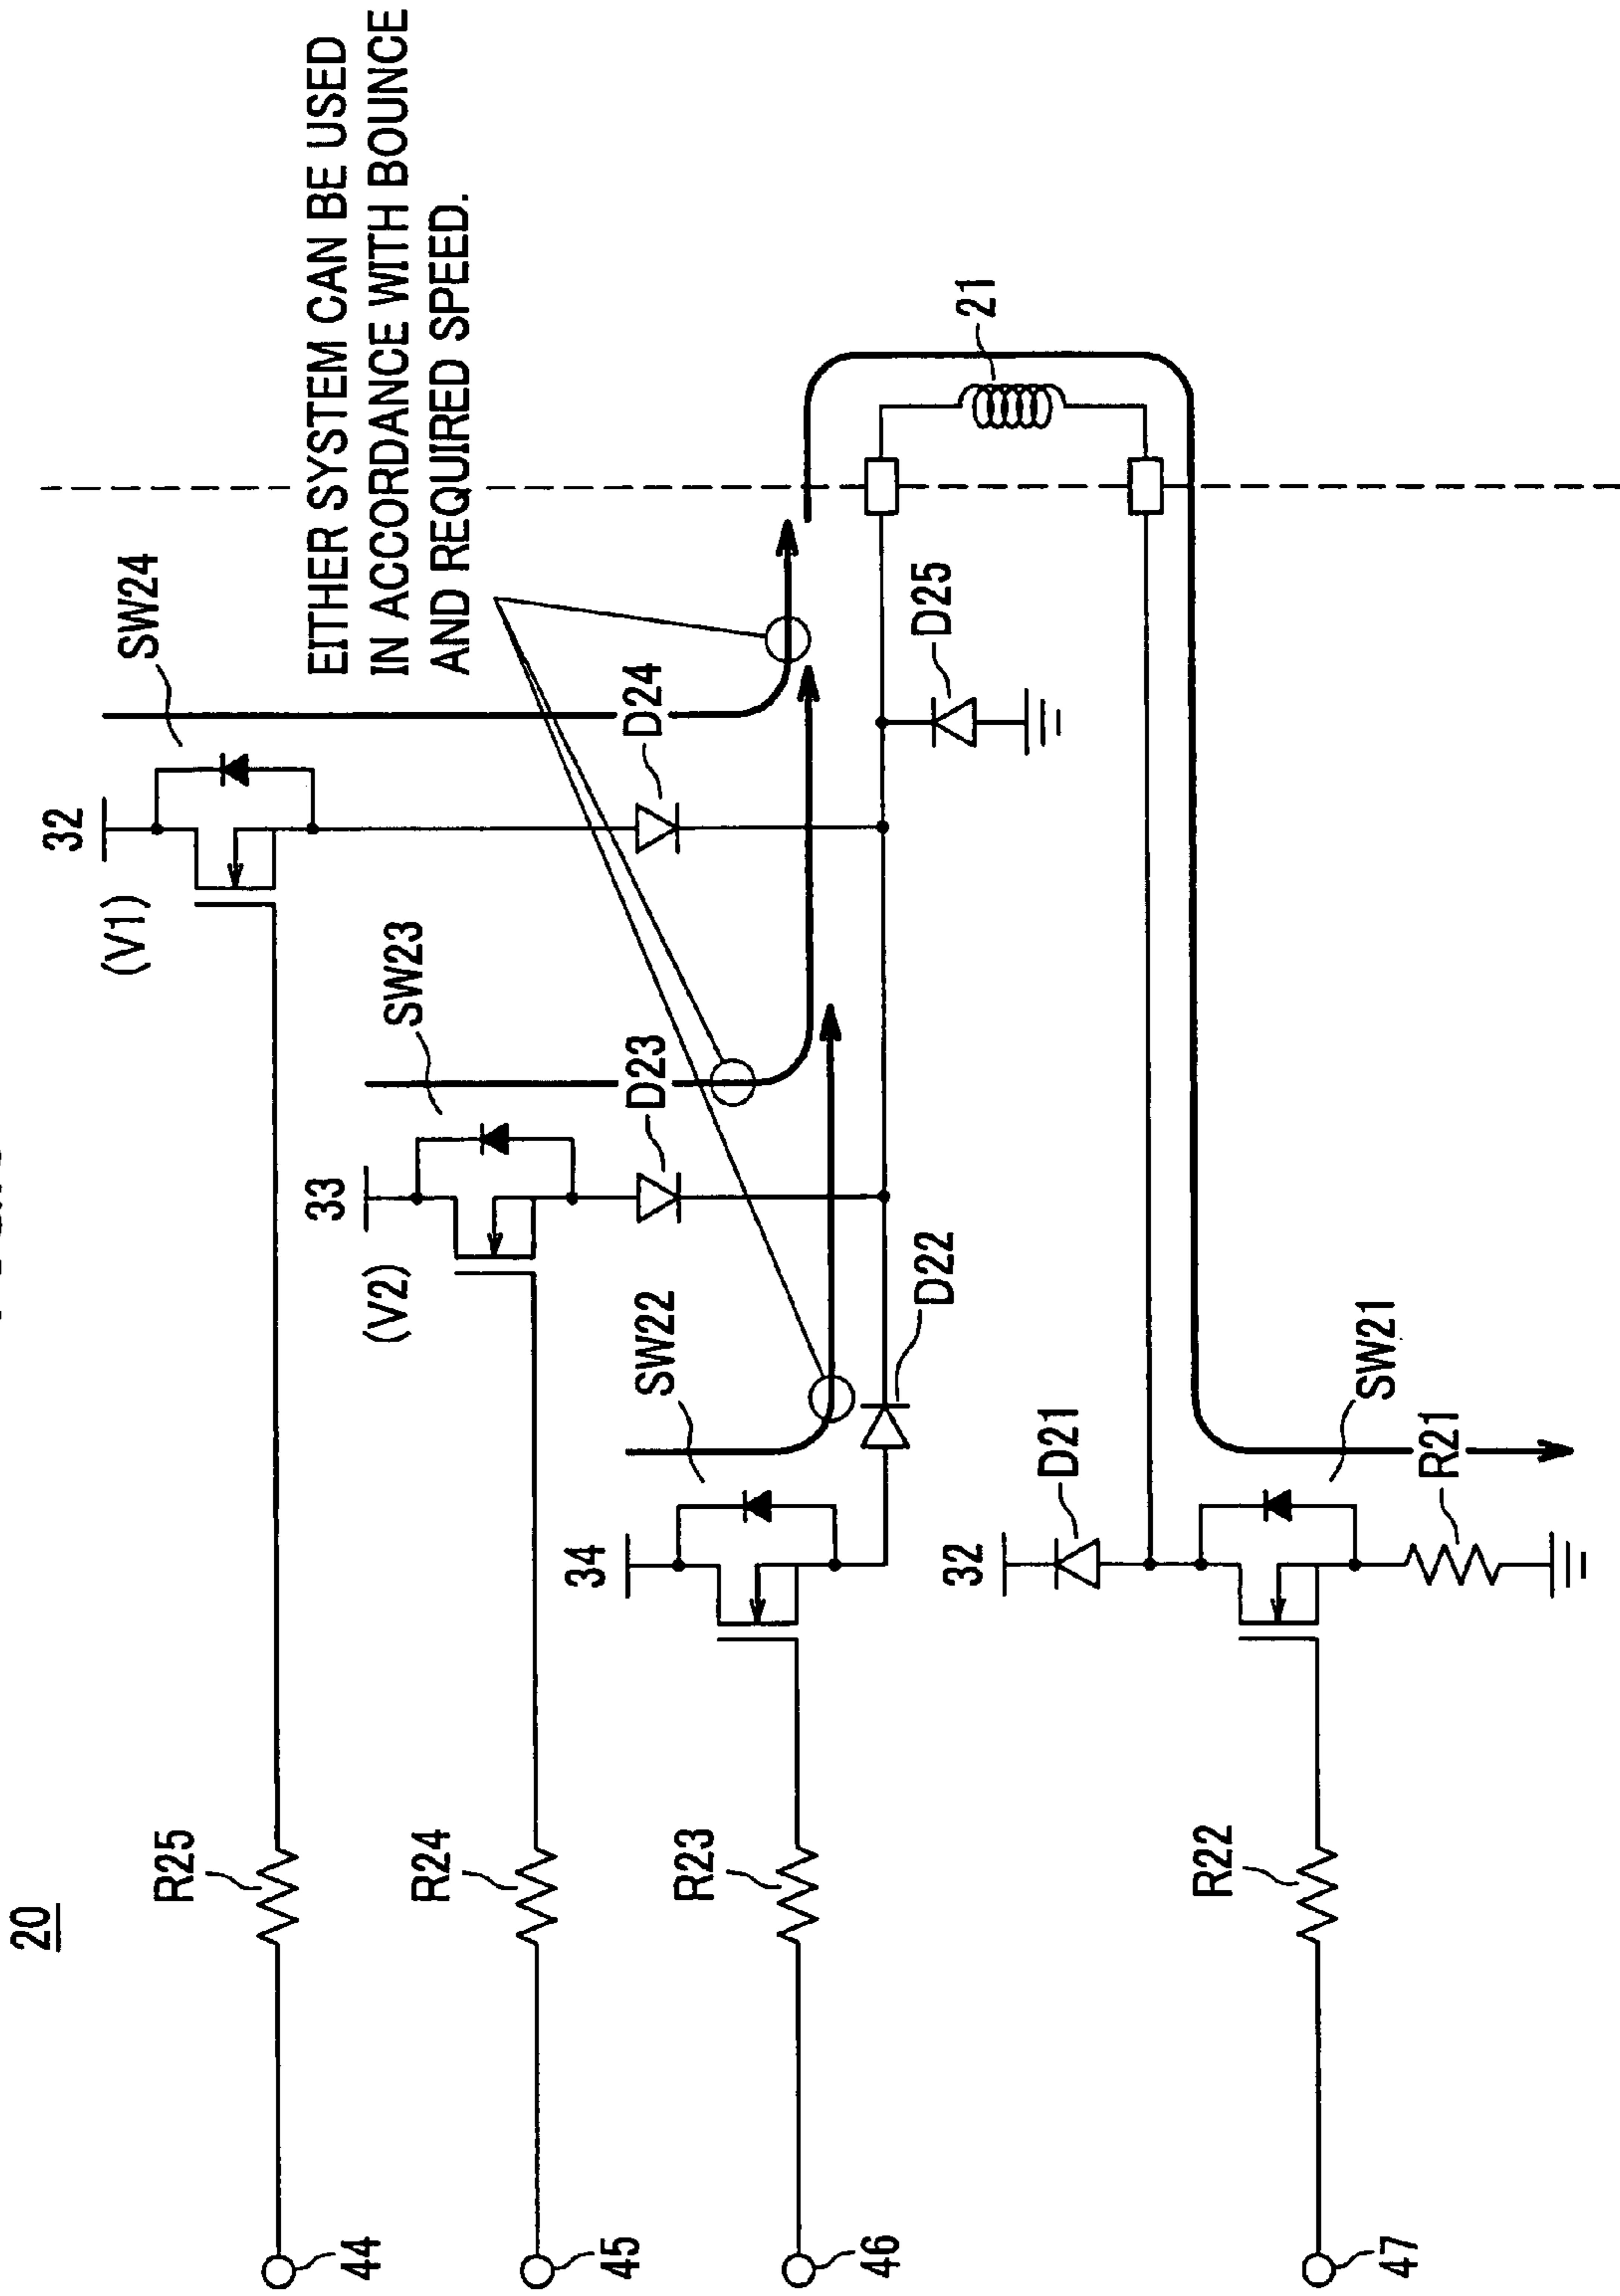 20
32
(V1)
SW24
R25
EITHER SYSTEM CAN BE USED
IN ACCORDANCE WITH BOUNCE
AND REQUIRED SPEED.
33
44
(V2)
SW23
R24
34
45
D23
D24
SW22
R23
46
D22
D25
32
21
D21
R22
SW21
47
R21